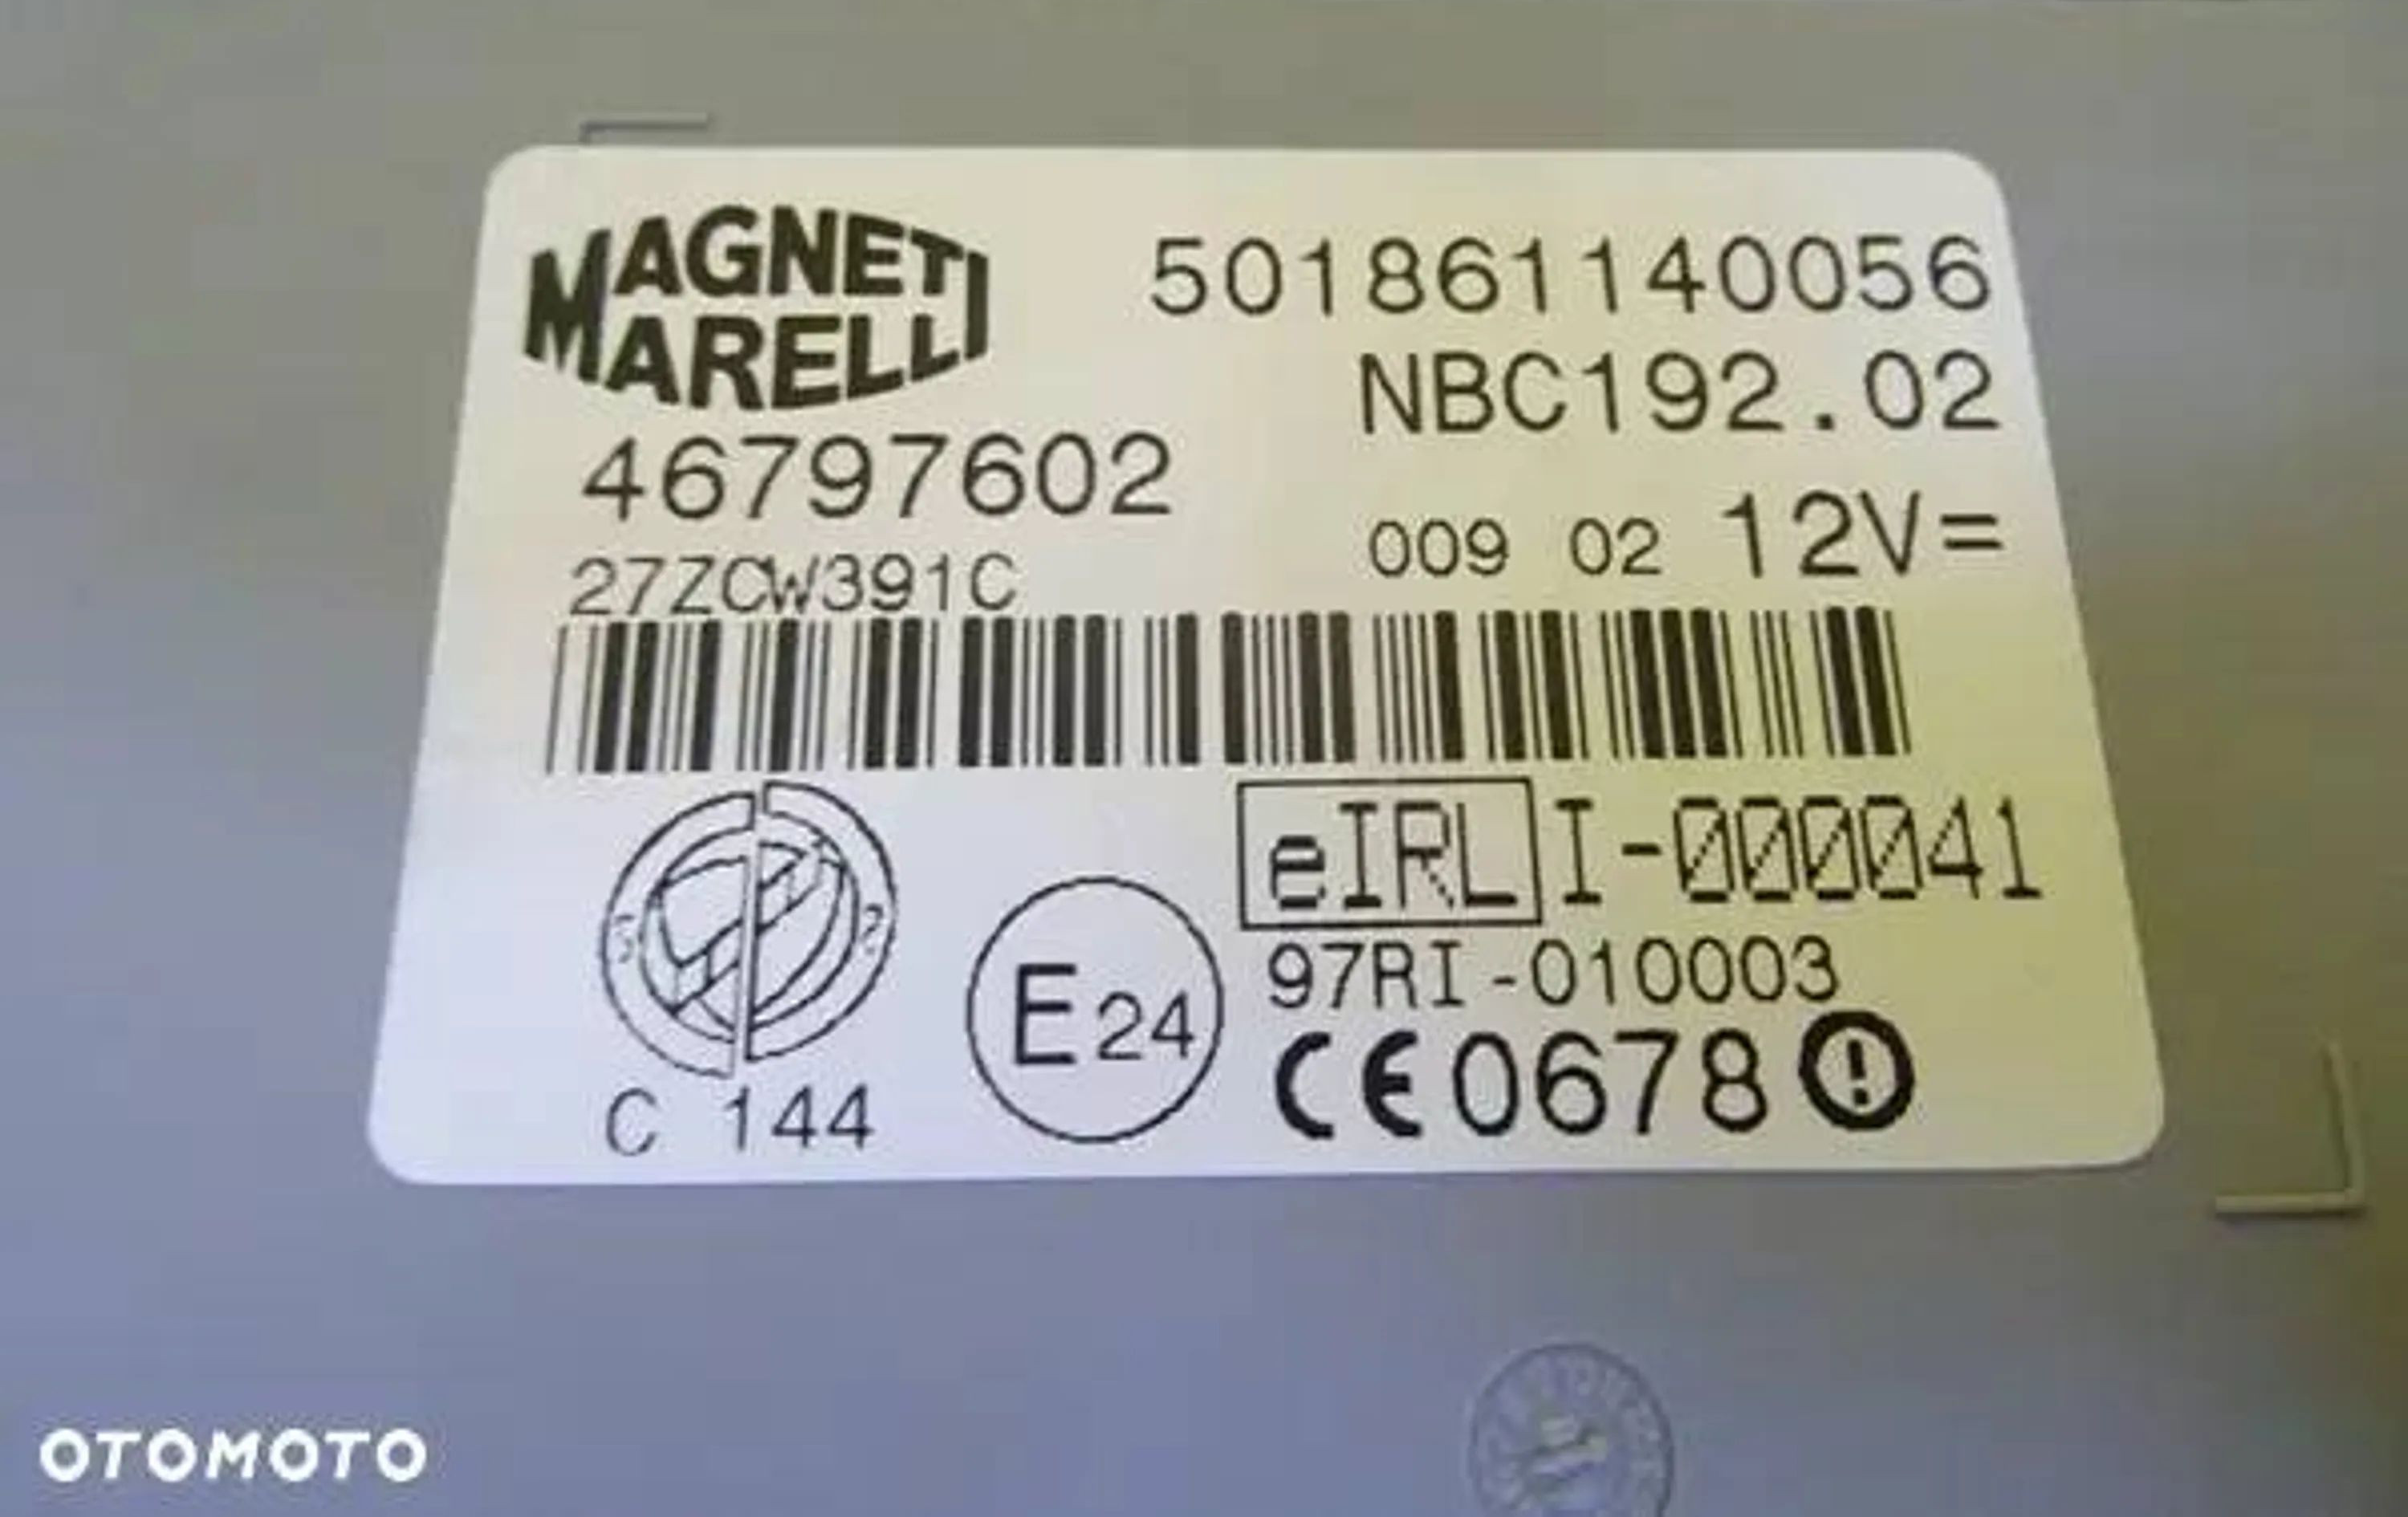 MAGNETI
MARELLI
501861140056
NBC192.02
46797602
009 02 12V=
27ZCW391C
eIRL I-000041
97RI-010003
E24
CE0678
C 144
OTOMOTO